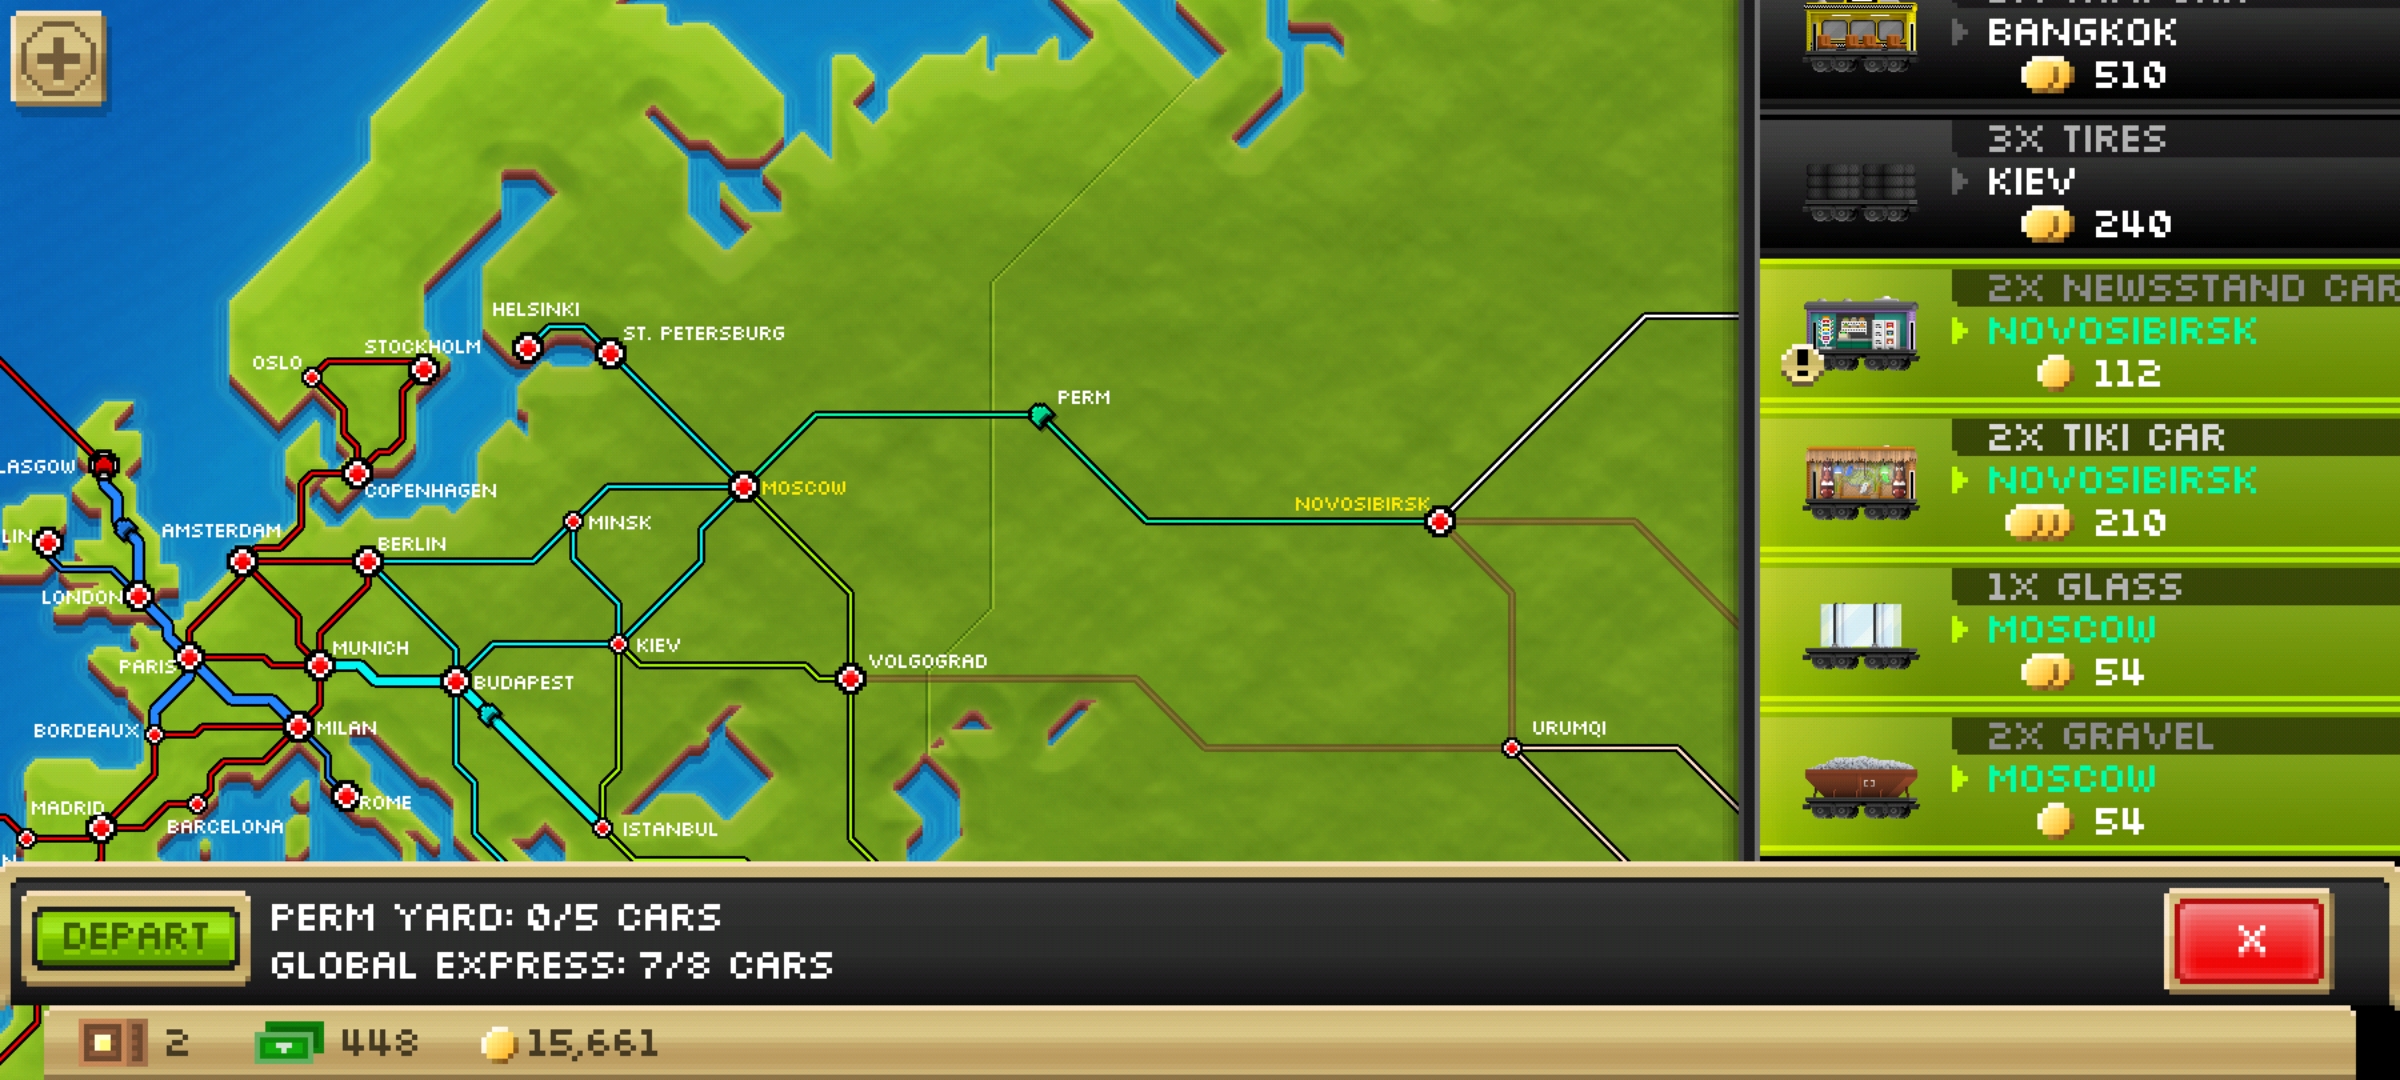 BANGKOK
510
3X TIRES
KIEV
240
2X NEWSSTAND CAR
NOVOSIBIRSK
112
2X TIKI CAR
NOVOSIBIRSK
210
1X GLASS
MOSCOW
54
2X GRAVEL
MOSCOW
54
HELSINKI
ST. PETERSBURG
STOCKHOLM
OSLO
PERM
LASGOW
COPENHAGEN
MOSCOW
NOVOSIBIRSK
MINSK
AMSTERDAM
BERLIN
LIN
LONDON
MUNICH
KIEV
PARIS
VOLGOGRAD
BUDAPEST
BORDEAUX
MILAN
URUMQI
MADRID
ROME
BARCELONA
ISTANBUL
DEPART
PERM YARD: 0/5 CARS
GLOBAL EXPRESS: 7/8 CARS
X
2
448
15,661